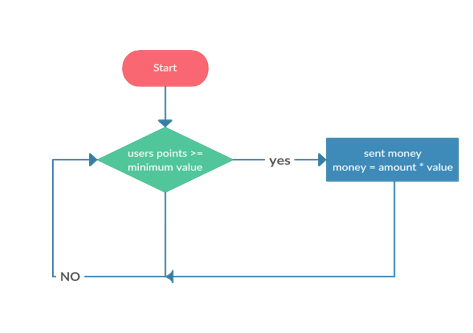 Start
users points >=
minimum value
yes
sent money
money = amount * value
NO